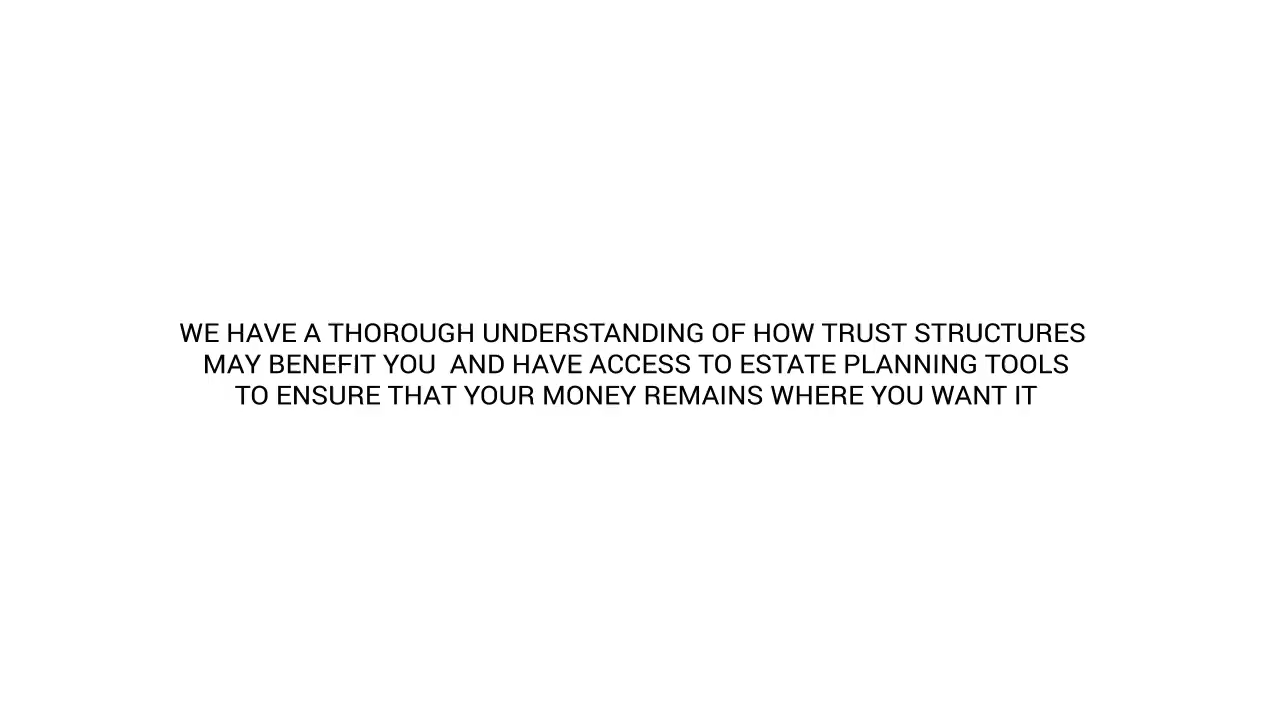 WE HAVE A THOROUGH UNDERSTANDING OF HOW TRUST STRUCTURES
MAY BENEFIT YOU  AND HAVE ACCESS TO ESTATE PLANNING TOOLS
TO ENSURE THAT YOUR MONEY REMAINS WHERE YOU WANT IT